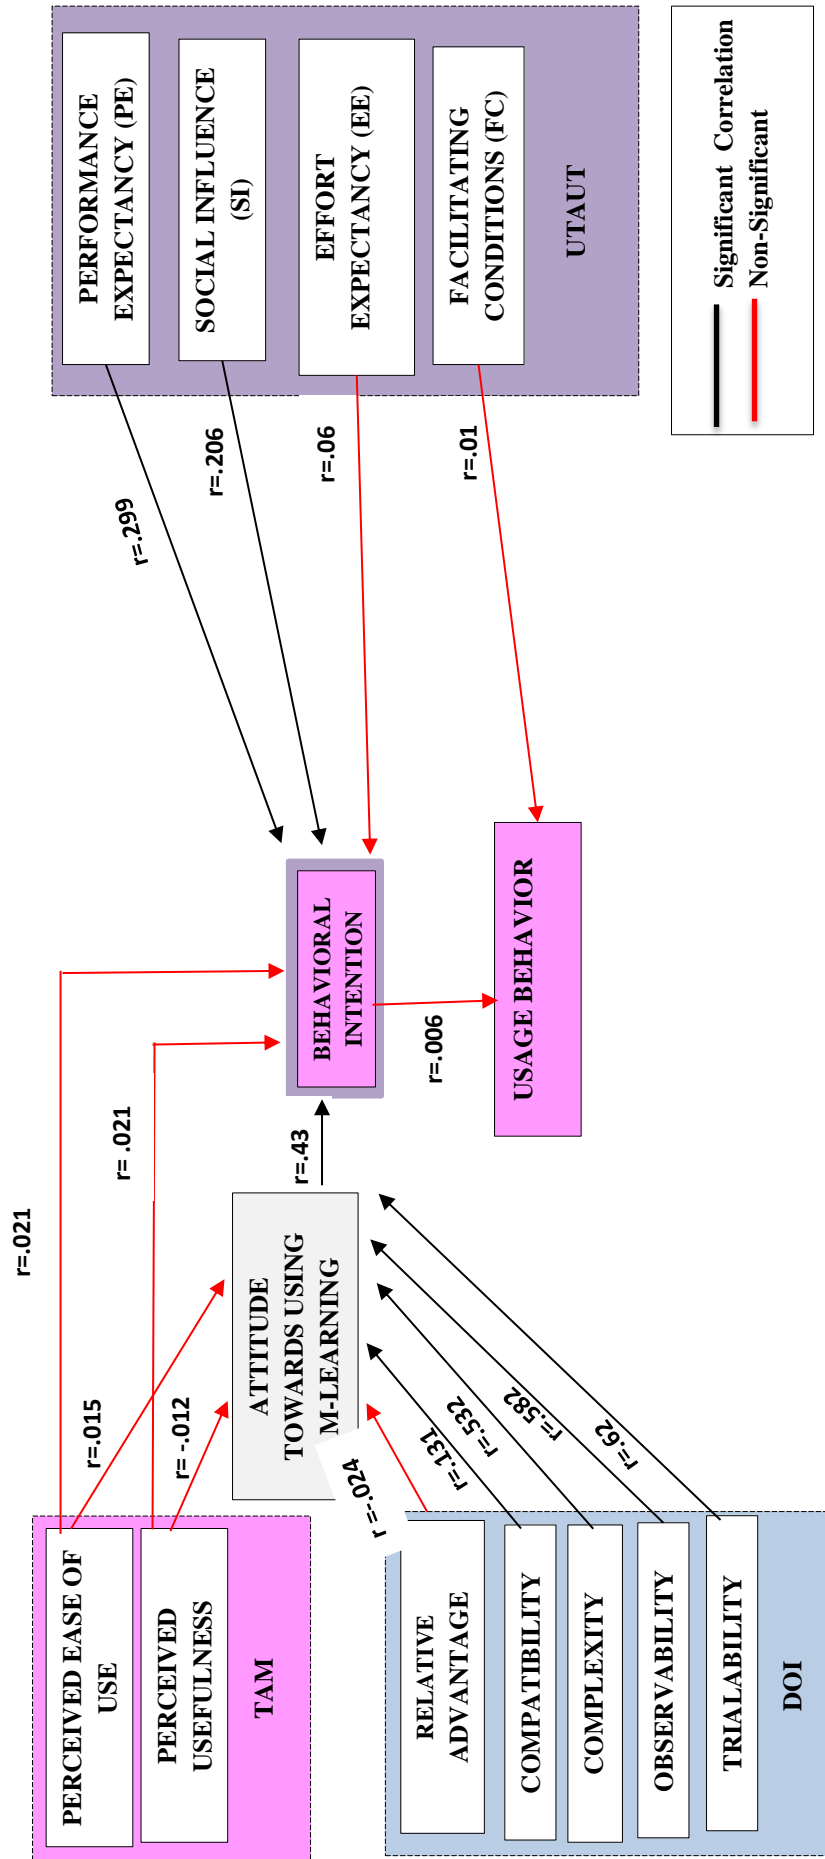 PERCEIVED EASE OF
USE
PERCEIVED
USEFULNESS
TAM
RELATIVE
ADVANTAGE
COMPATIBILITY
COMPLEXITY
OBSERVABILITY
TRIALABILITY
DOI
r=.021
r= .021
r=.015
r= -.012
r=-.024
r=.131
r=.532
r=.582
r=.62
ATTITUDE
TOWARDS USING
M-LEARNING
r=.43
BEHAVIORAL
INTENTION
r=.006
USAGE BEHAVIOR
r=.299
r=.206
r=.06
r=.01
PERFORMANCE
EXPECTANCY (PE)
SOCIAL INFLUENCE
(SI)
EFFORT
EXPECTANCY (EE)
FACILITATING
CONDITIONS (FC)
UTAUT
Significant Correlation
Non-Significant